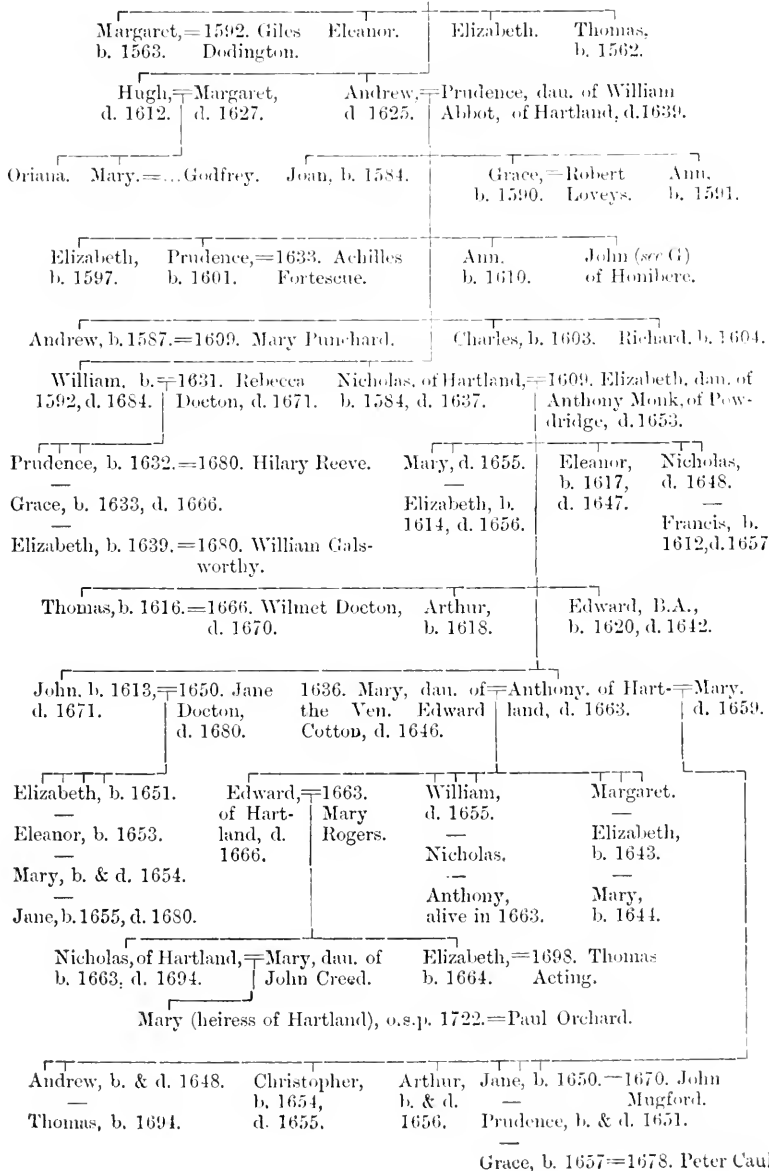 Margaret,=1592. Giles Eleanor. Elizabeth. Thomas,
b. 1563. Dodington. b. 1562.
Hugh,=Margaret, Andrew,=Prudence, dau. of William
d. 1612. d. 1627. d 1625. Abbot, of Hartland, d.1639.
Oriana. Mary.=...Godfrey. Joan, b. 1584. Grace,=Robert Ann,
b. 1590. Loveys. b. 1591.
Elizabeth, Prudence,=1633. Achilles Ann. John (see G)
b. 1597. b. 1601. Fortescue. b. 1610. of Honibere.
Andrew, b. 1587.=1609. Mary Punchard. Charles, b. 1603. Richard, b. 1604.
William, b.=1631. Rebecca Nicholas, of Hartland,=1609. Elizabeth, dau. of
1592, d. 1684. Docton, d. 1671. b. 1584, d. 1637. Anthony Monk, of Pow-
dridge, d.1653.
Prudence, b. 1632.=1680. Hilary Reeve. Mary, d. 1655. Eleanor, Nicholas,
— — b. 1617, d. 1648.
Grace, b. 1633, d. 1666. Elizabeth, b. d. 1647. —
— 1614, d. 1656. Francis, b.
Elizabeth, b. 1639.=1680. William Gals- 1612,d.1657
worthy.
Thomas, b. 1616.=1666. Wilmet Docton, Arthur, Edward, B.A.,
d. 1670. b. 1618. b. 1620, d. 1642.
John, b. 1613,=1650. Jane 1636. Mary, dau. of=Anthony, of Hart-=Mary.
d. 1671. Docton, the Ven. Edward land, d. 1663. d. 1659.
d. 1680. Cotton, d. 1646.
Elizabeth, b. 1651. Edward,=1663. William, Margaret.
— of Hart- Mary d. 1655. —
Eleanor, b. 1653. land, d. Rogers. — Elizabeth,
— 1666. Nicholas. b. 1643.
Mary, b. & d. 1654. — —
— Anthony, Mary,
Jane, b. 1655, d. 1680. alive in 1663. b. 1644.
Nicholas, of Hartland,=Mary, dau. of Elizabeth,=1698. Thomas
b. 1663, d. 1694. John Creed. b. 1664. Acting.
Mary (heiress of Hartland), o.s.p. 1722.=Paul Orchard.
Andrew, b. & d. 1648. Christopher, Arthur, Jane, b. 1650.—1670. John
— b. 1654, b. & d. — Mugford.
Thomas, b. 1694. d. 1655. 1656. Prudence, b. & d. 1651.
—
Grace, b. 1657=1678. Peter Caul